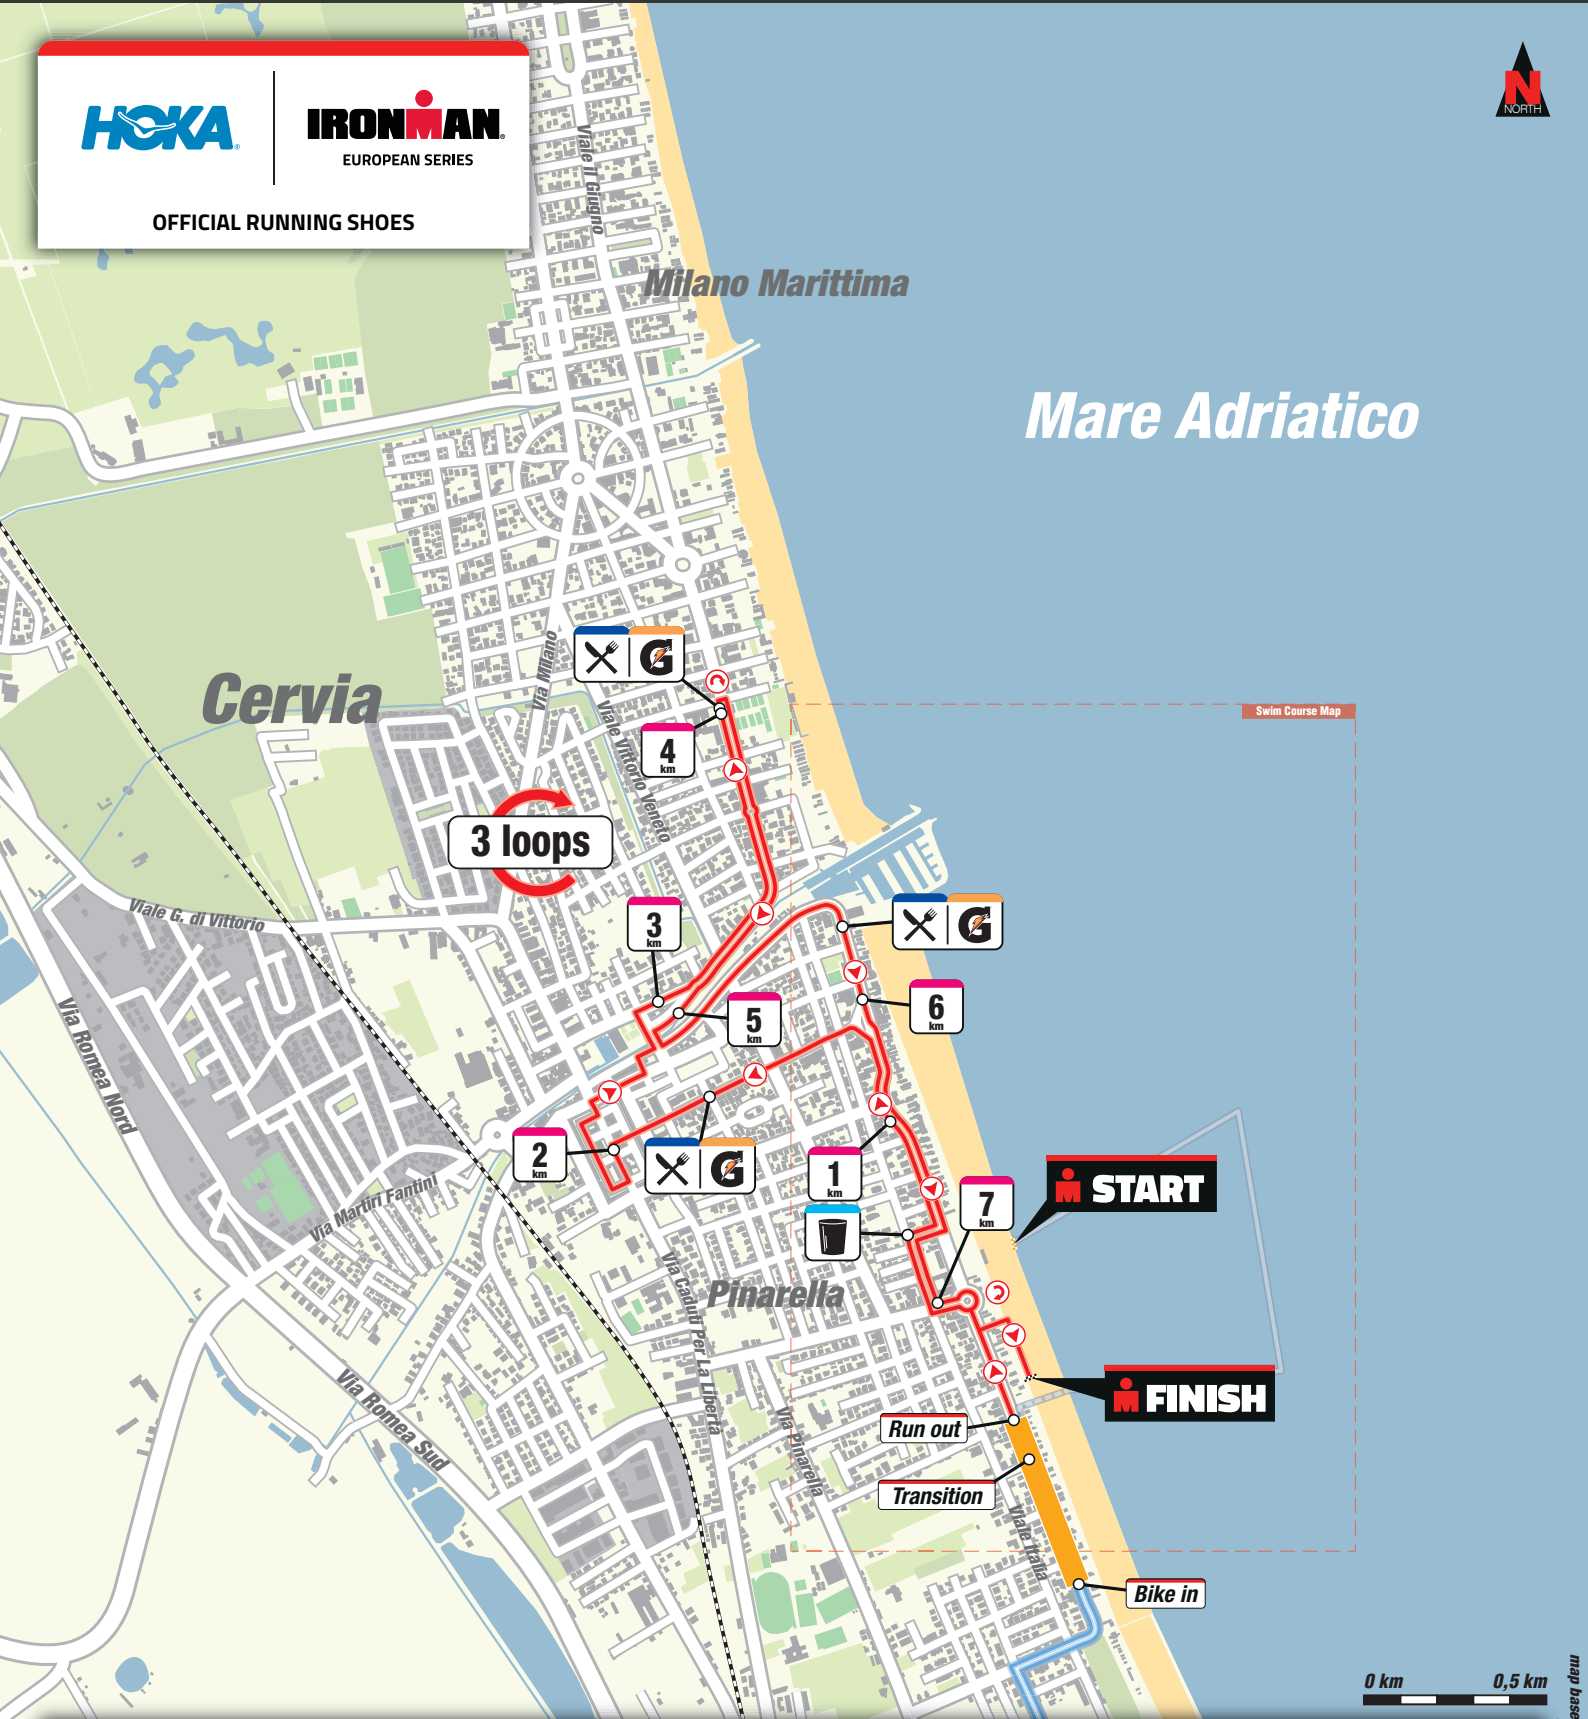 HOKA
IRONMAN
EUROPEAN SERIES
OFFICIAL RUNNING SHOES
N
NORTH
Viale II Giugno
Milano Marittima
Mare Adriatico
Cervia
Via Milano
Viale Vittorio Veneto
G
4
km
Swim Course Map
3 loops
3
km
Viale G. di Vittorio
G
5
km
6
km
Via Romea Nord
2
km
G
1
km
7
km
START
Via Martiri Fantini
Via Caduti Per La Libertà
Pinarella
Via Romea Sud
FINISH
Run out
Via Pinarella
Transition
Viale Italia
Bike in
0 km
0,5 km
map base